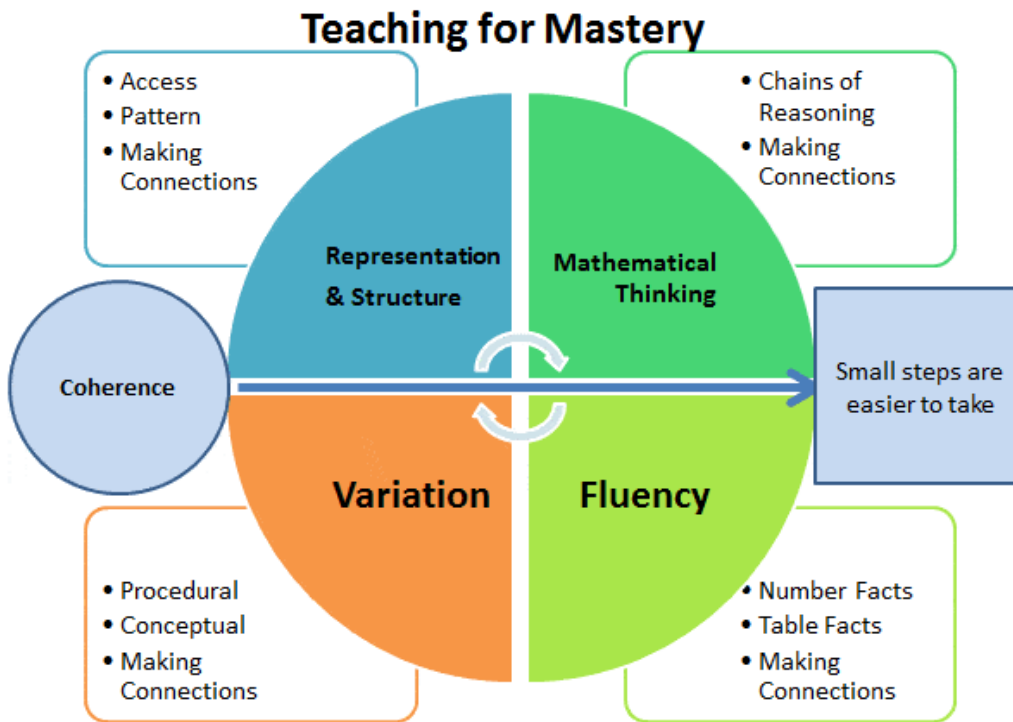 Teaching for Mastery
• Access
• Pattern
• Making
Connections
• Chains of
Reasoning
• Making
Connections
Representation
& Structure
Mathematical
Thinking
Coherence
Small steps are
easier to take
Variation
Fluency
• Procedural
• Conceptual
• Making
Connections
• Number Facts
• Table Facts
• Making
Connections